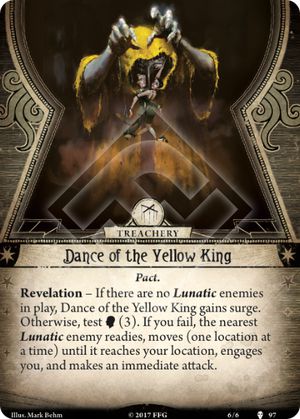 TREACHERY
Dance of the Yellow King
Pact.
Revelation – If there are no Lunatic enemies
in play, Dance of the Yellow King gains surge.
Otherwise, test (3). If you fail, the nearest
Lunatic enemy readies, moves (one location at
a time) until it reaches your location, engages
you, and makes an immediate attack.
Illus. Mark Behm
© 2017 FFG
6/6
97